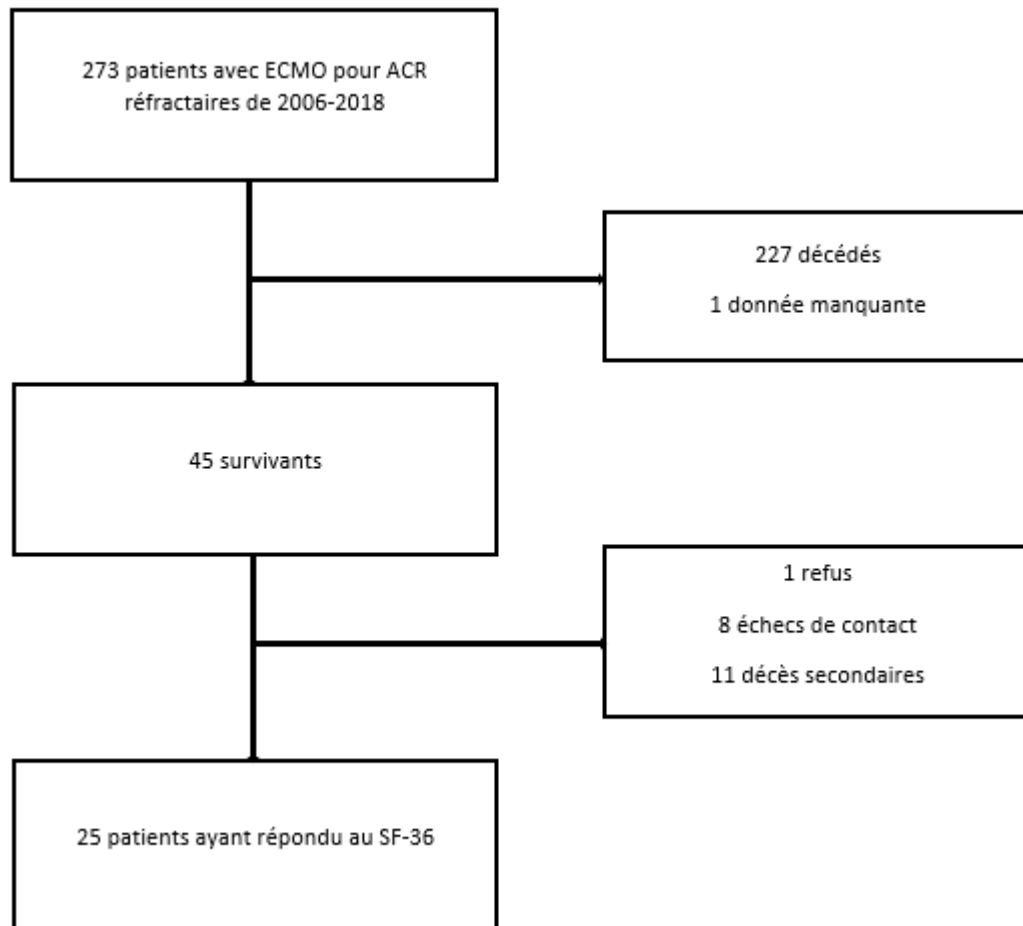 273 patients avec ECMO pour ACR
réfractaires de 2006-2018
227 décédés
1 donnée manquante
45 survivants
1 refus
8 échecs de contact
11 décès secondaires
25 patients ayant répondu au SF-36